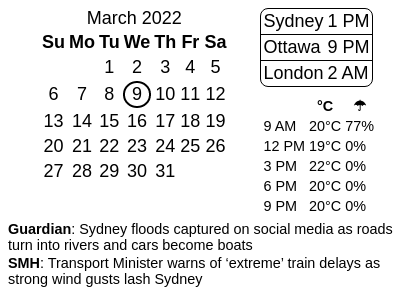 March 2022
Su Mo Tu We Th Fr Sa
1 2 3 4 5
6 7 8 9 10 11 12
13 14 15 16 17 18 19
20 21 22 23 24 25 26
27 28 29 30 31
Sydney 1 PM
Ottawa 9 PM
London 2 AM
°C ☂
9 AM 20°C 77%
12 PM 19°C 0%
3 PM 22°C 0%
6 PM 20°C 0%
9 PM 20°C 0%
Guardian: Sydney floods captured on social media as roads
turn into rivers and cars become boats
SMH: Transport Minister warns of ‘extreme’ train delays as
strong wind gusts lash Sydney